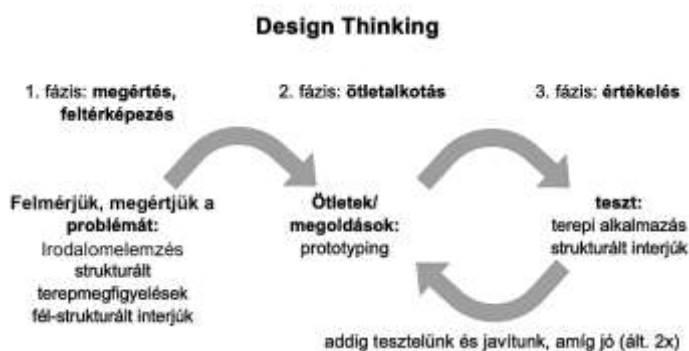 Design Thinking
1. fázis: megértés,
feltérképezés
2. fázis: ötletalkotás
3. fázis: értékelés
Felmérjük, megértjük a
problémát:
Irodalomelemzés
strukturált
terepmegfigyelések
fél-strukturált interjúk
Ötletek/
megoldások:
prototyping
teszt:
terepi alkalmazás
strukturált interjúk
addig tesztelünk és javítunk, amíg jó (ált. 2x)